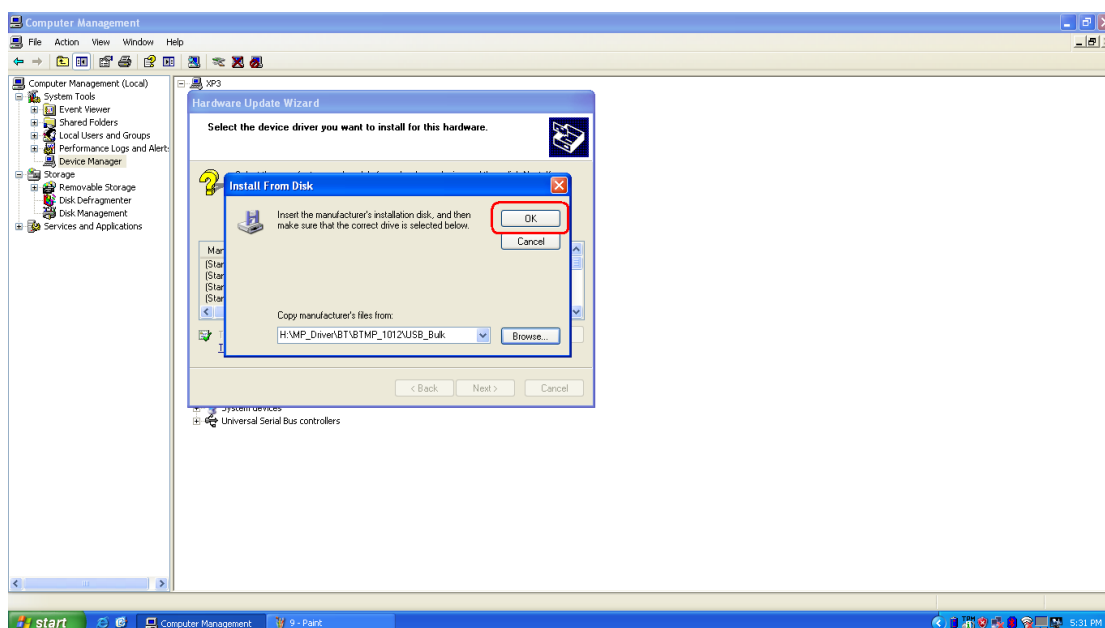 Computer Management
File Action View Window Help
Computer Management (Local)
System Tools
Event Viewer
Shared Folders
Local Users and Groups
Performance Logs and Alert
Device Manager
Storage
Removable Storage
Disk Defragmenter
Disk Management
Services and Applications
XP3
Hardware Update Wizard
Select the device driver you want to install for this hardware.
Install From Disk
Insert the manufacturer's installation disk, and then
make sure that the correct drive is selected below.
OK
Cancel
Mar
(Star
(Star
(Star
(Star
Copy manufacturer's files from:
H:\MP_Driver\BT\BTMP_1012\USB_Bulk
Browse...
< Back Next > Cancel
System devices
Universal Serial Bus controllers
start
Computer Management
9 - Paint
5:31 PM